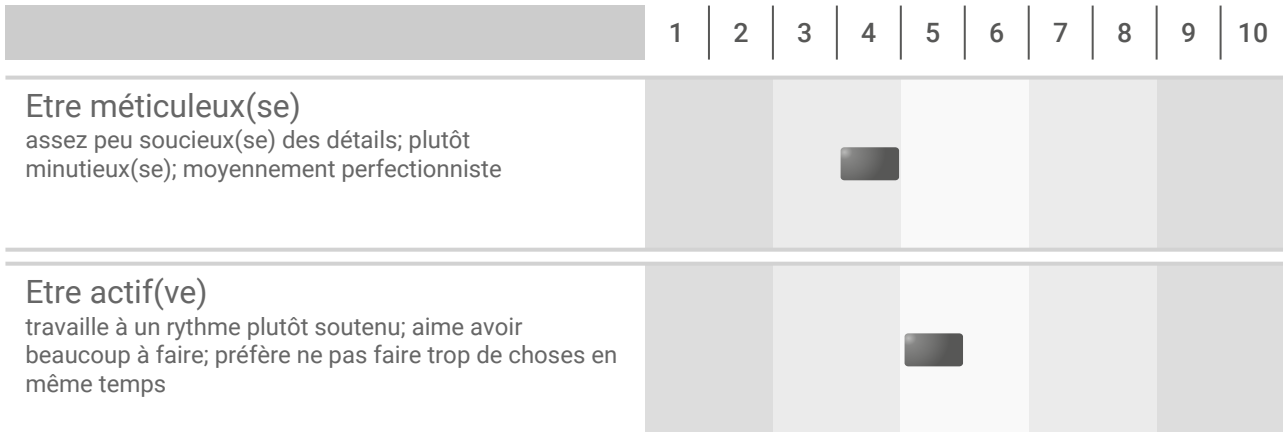 1 2 3 4 5 6 7 8 9 10
Etre méticuleux(se)
assez peu soucieux(se) des détails; plutôt
minutieux(se); moyennement perfectionniste
Etre actif(ve)
travaille à un rythme plutôt soutenu; aime avoir
beaucoup à faire; préfère ne pas faire trop de choses en
même temps